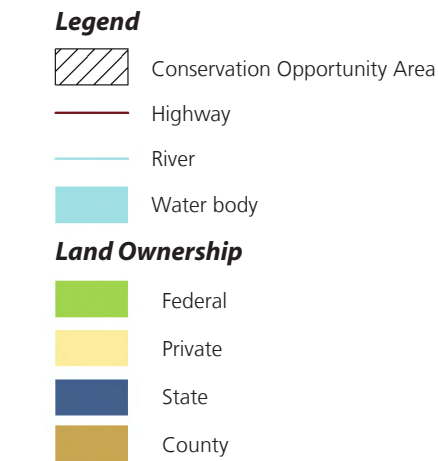 Legend
Conservation Opportunity Area
Highway
River
Water body
Land Ownership
Federal
Private
State
County